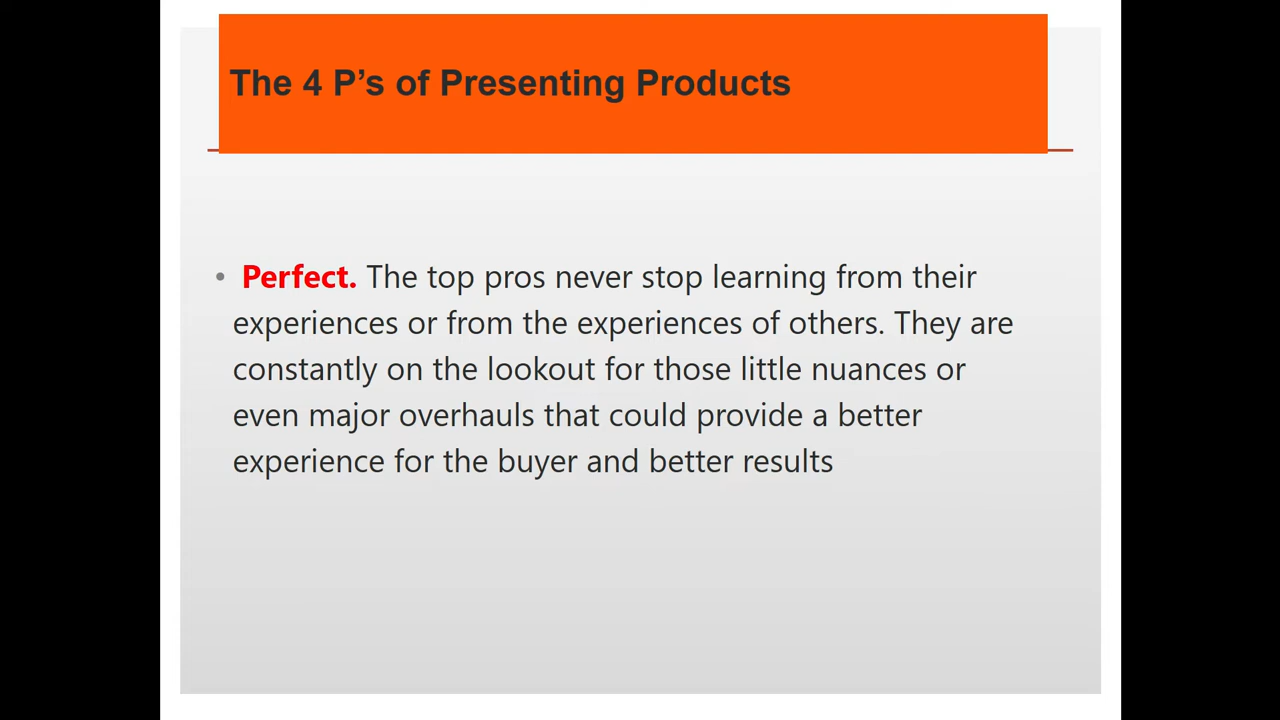 The 4 P’s of Presenting Products
• Perfect. The top pros never stop learning from their
experiences or from the experiences of others. They are
constantly on the lookout for those little nuances or
even major overhauls that could provide a better
experience for the buyer and better results